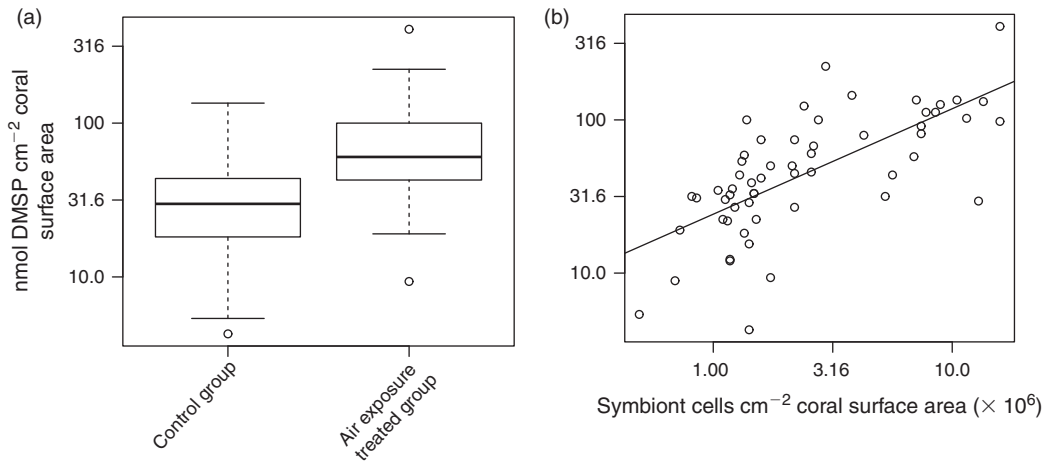 (a)
nmol DMSP cm⁻² coral
surface area
316
100
31.6
10.0
Control group
Air exposure
treated group
(b)
316
100
31.6
10.0
1.00
3.16
10.0
Symbiont cells cm⁻² coral surface area (× 10⁶)